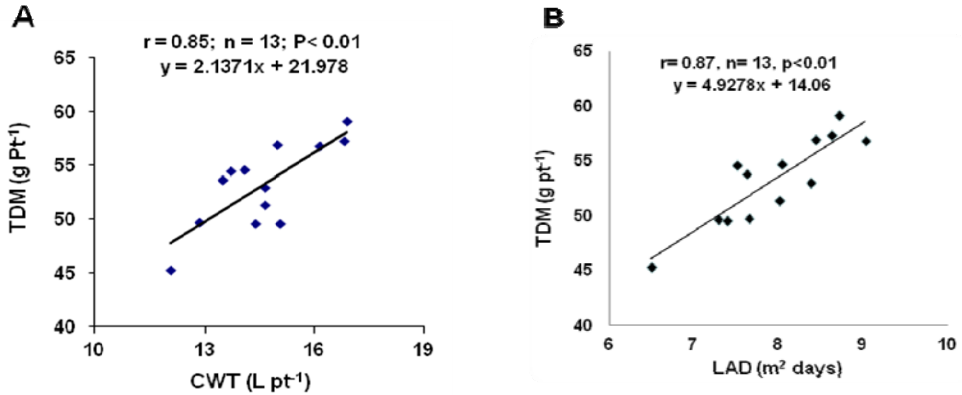 A
r = 0.85; n = 13; P< 0.01
y = 2.1371x + 21.978
65
60
55
50
45
40
TDM (g Pt-1)
10
13
16
19
CWT (L pt-1)
B
r= 0.87, n= 13, p<0.01
y = 4.9278x + 14.06
65
60
55
50
45
40
TDM (g pt-1)
6
7
8
9
10
LAD (m2 days)